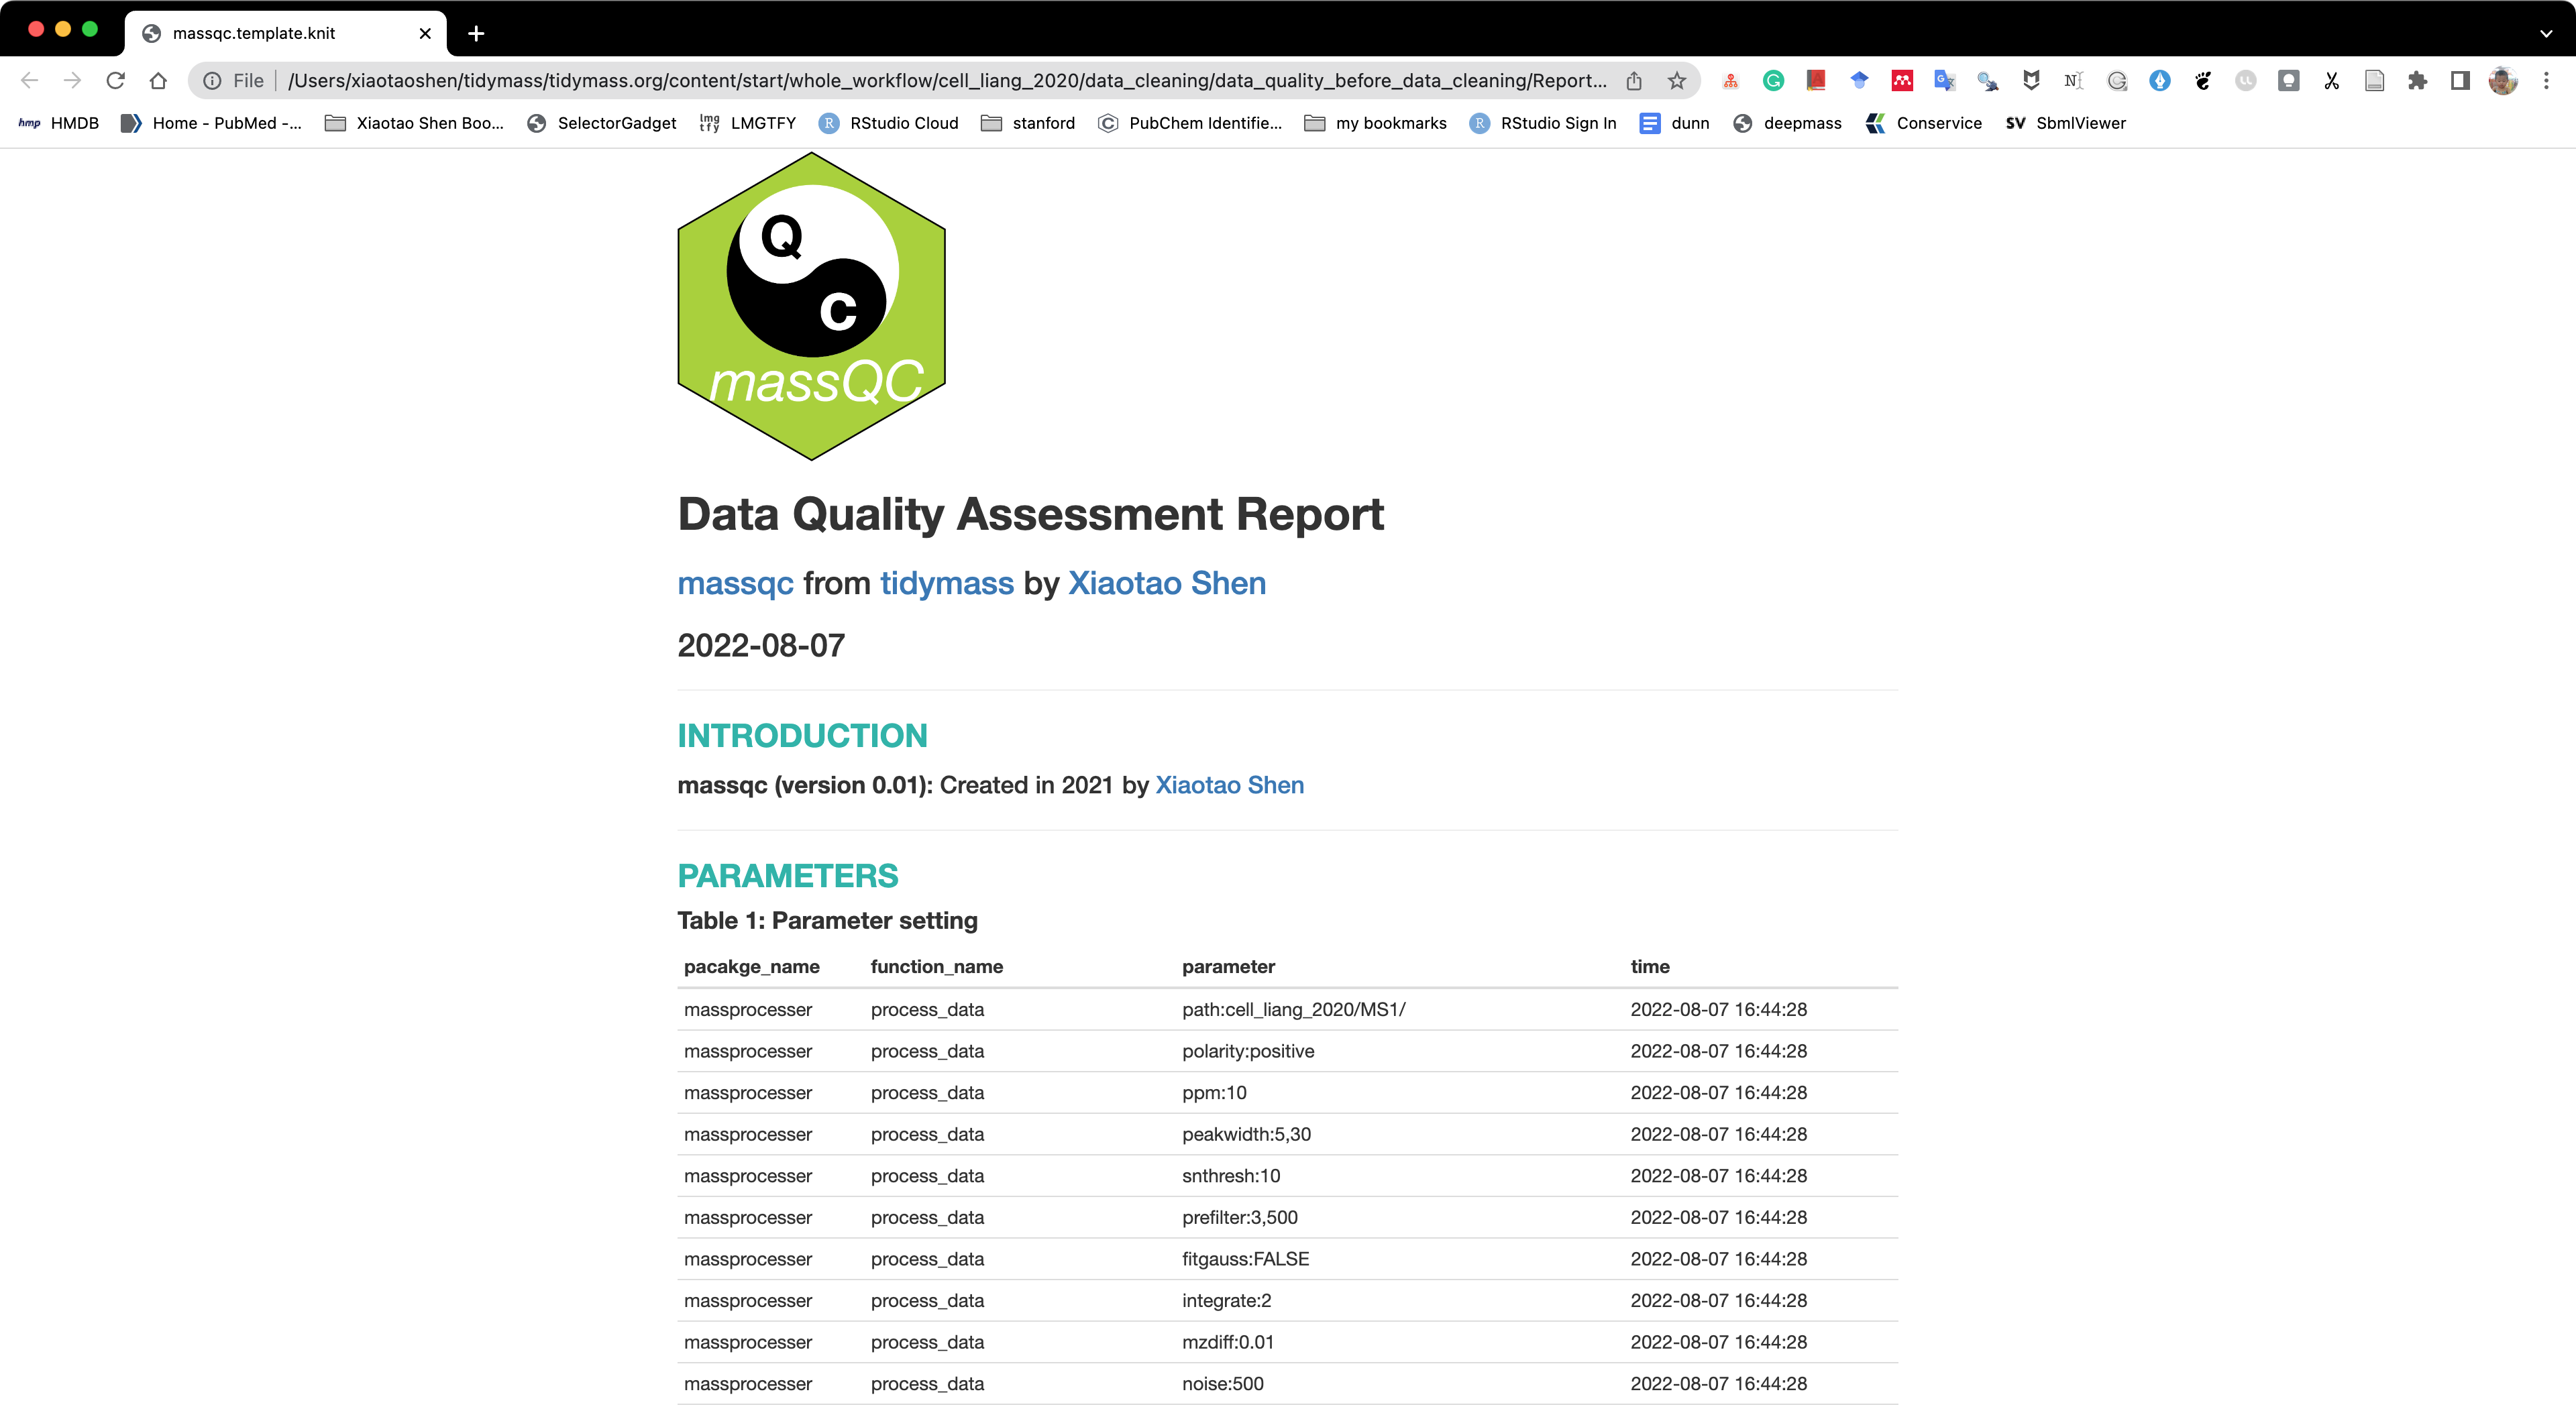 massqc.template.knit
File /Users/xiaotaoshen/tidymass/tidymass.org/content/start/whole_workflow/cell_liang_2020/data_cleaning/data_quality_before_data_cleaning/Report...
hmp HMDB Home - PubMed -... Xiaotao Shen Boo... SelectorGadget lmg tfy LMGTFY R RStudio Cloud stanford PubChem Identifie... my bookmarks R RStudio Sign In dunn deepmass Conservice SV SbmlViewer
Q
C
massQC
Data Quality Assessment Report
massqc from tidymass by Xiaotao Shen
2022-08-07
INTRODUCTION
massqc (version 0.01): Created in 2021 by Xiaotao Shen
PARAMETERS
Table 1: Parameter setting
pacakge_name function_name parameter time
massprocesser process_data path:cell_liang_2020/MS1/ 2022-08-07 16:44:28
massprocesser process_data polarity:positive 2022-08-07 16:44:28
massprocesser process_data ppm:10 2022-08-07 16:44:28
massprocesser process_data peakwidth:5,30 2022-08-07 16:44:28
massprocesser process_data snthresh:10 2022-08-07 16:44:28
massprocesser process_data prefilter:3,500 2022-08-07 16:44:28
massprocesser process_data fitgauss:FALSE 2022-08-07 16:44:28
massprocesser process_data integrate:2 2022-08-07 16:44:28
massprocesser process_data mzdiff:0.01 2022-08-07 16:44:28
massprocesser process_data noise:500 2022-08-07 16:44:28